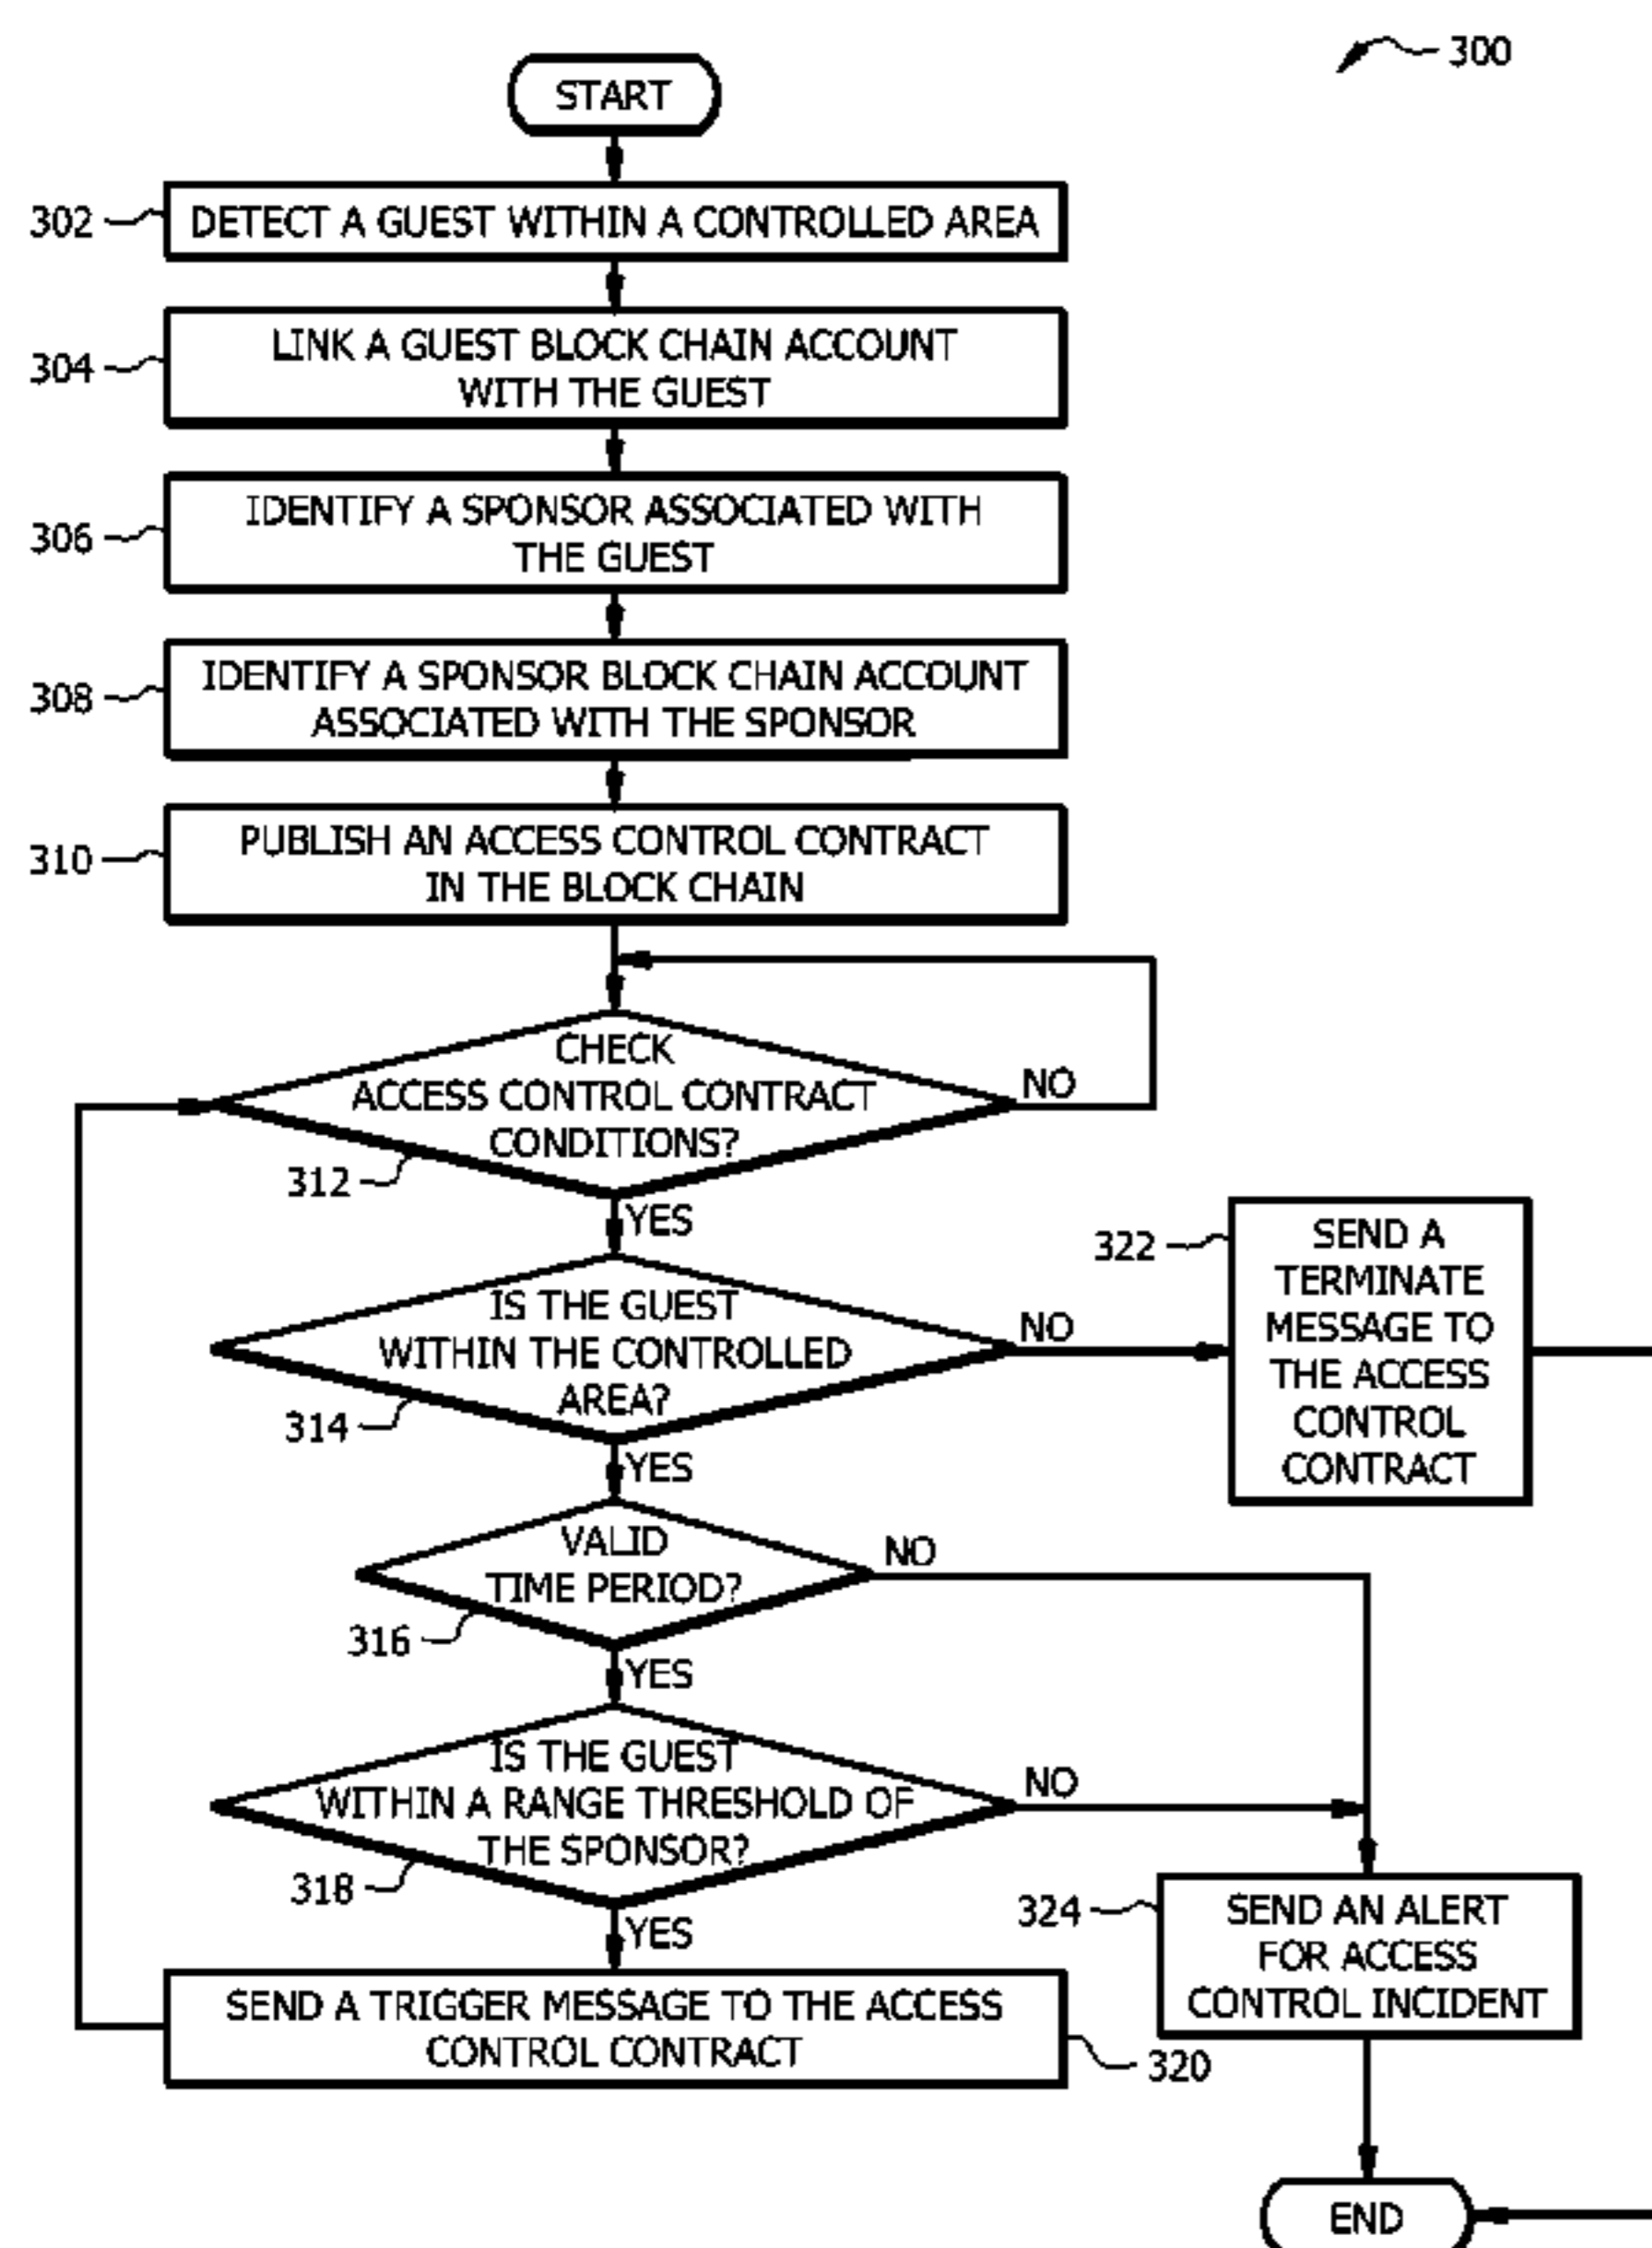 300
START
302
DETECT A GUEST WITHIN A CONTROLLED AREA
304
LINK A GUEST BLOCK CHAIN ACCOUNT
WITH THE GUEST
306
IDENTIFY A SPONSOR ASSOCIATED WITH
THE GUEST
308
IDENTIFY A SPONSOR BLOCK CHAIN ACCOUNT
ASSOCIATED WITH THE SPONSOR
310
PUBLISH AN ACCESS CONTROL CONTRACT
IN THE BLOCK CHAIN
CHECK
ACCESS CONTROL CONTRACT
CONDITIONS?
NO
312
YES
IS THE GUEST
WITHIN THE CONTROLLED
AREA?
NO
314
YES
322
SEND A
TERMINATE
MESSAGE TO
THE ACCESS
CONTROL
CONTRACT
VALID
TIME PERIOD?
NO
316
YES
IS THE GUEST
WITHIN A RANGE THRESHOLD OF
THE SPONSOR?
NO
318
YES
324
SEND AN ALERT
FOR ACCESS
CONTROL INCIDENT
SEND A TRIGGER MESSAGE TO THE ACCESS
CONTROL CONTRACT
320
END